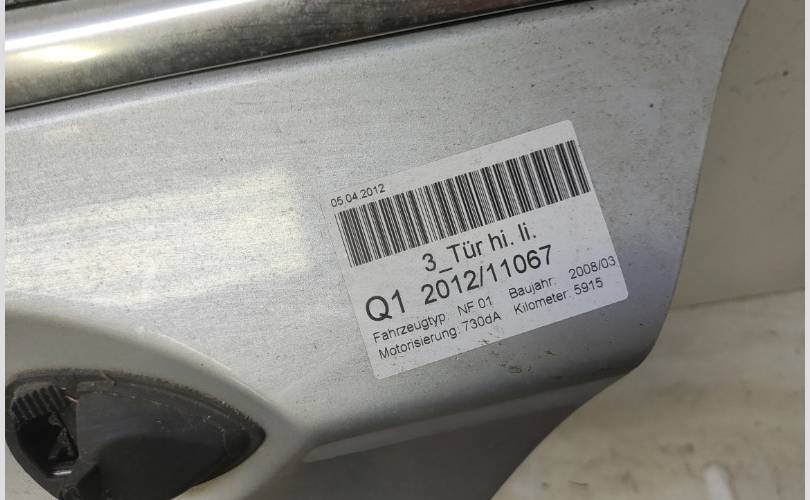 05.04.2012
3_Tür hi. li.
Q1 2012/11067
Fahrzeugtyp: NF 01 Baujahr: 2008/03
Motorisierung: 730dA Kilometer: 5915